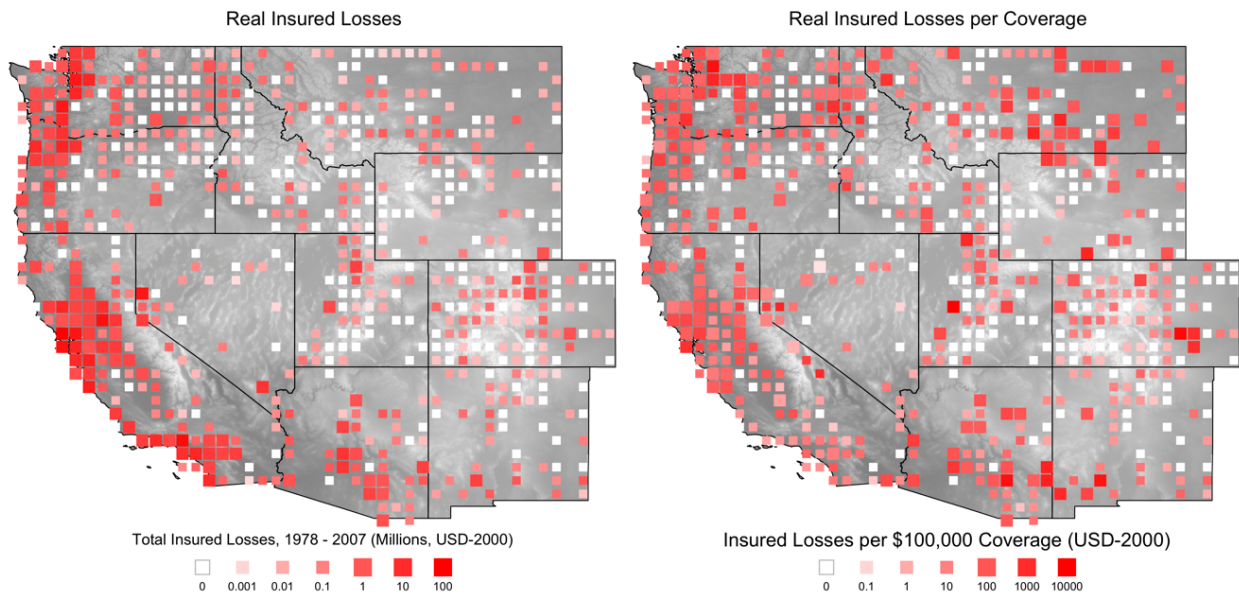 Real Insured Losses
Real Insured Losses per Coverage
Total Insured Losses, 1978 - 2007 (Millions, USD-2000)
0 0.001 0.01 0.1 1 10 100
Insured Losses per $100,000 Coverage (USD-2000)
0 0.1 1 10 100 1000 10000